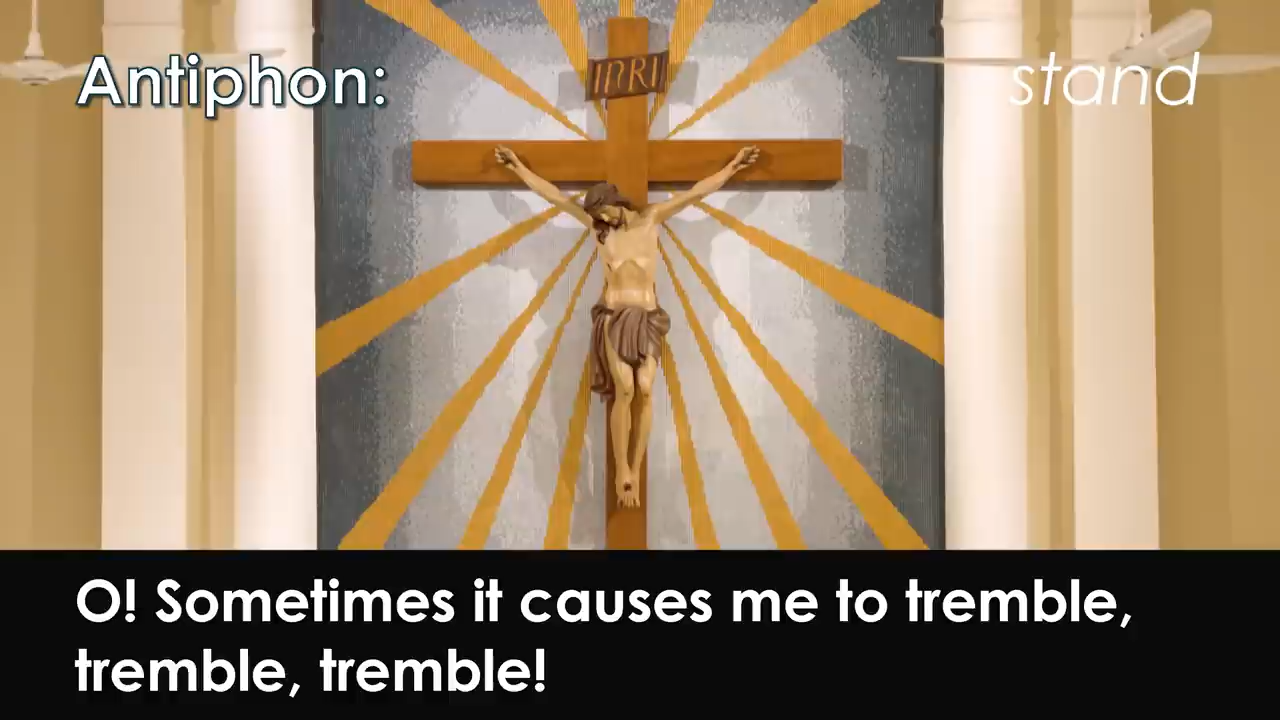 Antiphon:
stand
INRI
O! Sometimes it causes me to tremble,
tremble, tremble!